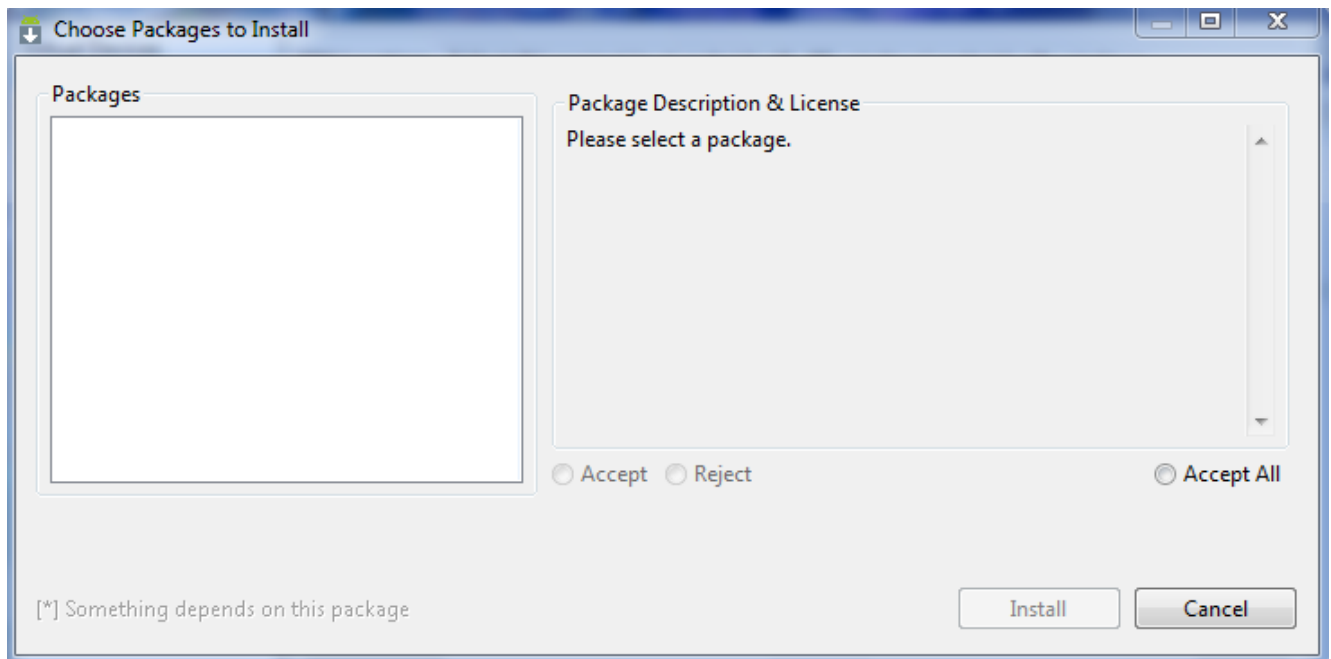 Choose Packages to Install
Packages
Package Description & License
Please select a package.
Accept
Reject
Accept All
[*] Something depends on this package
Install
Cancel